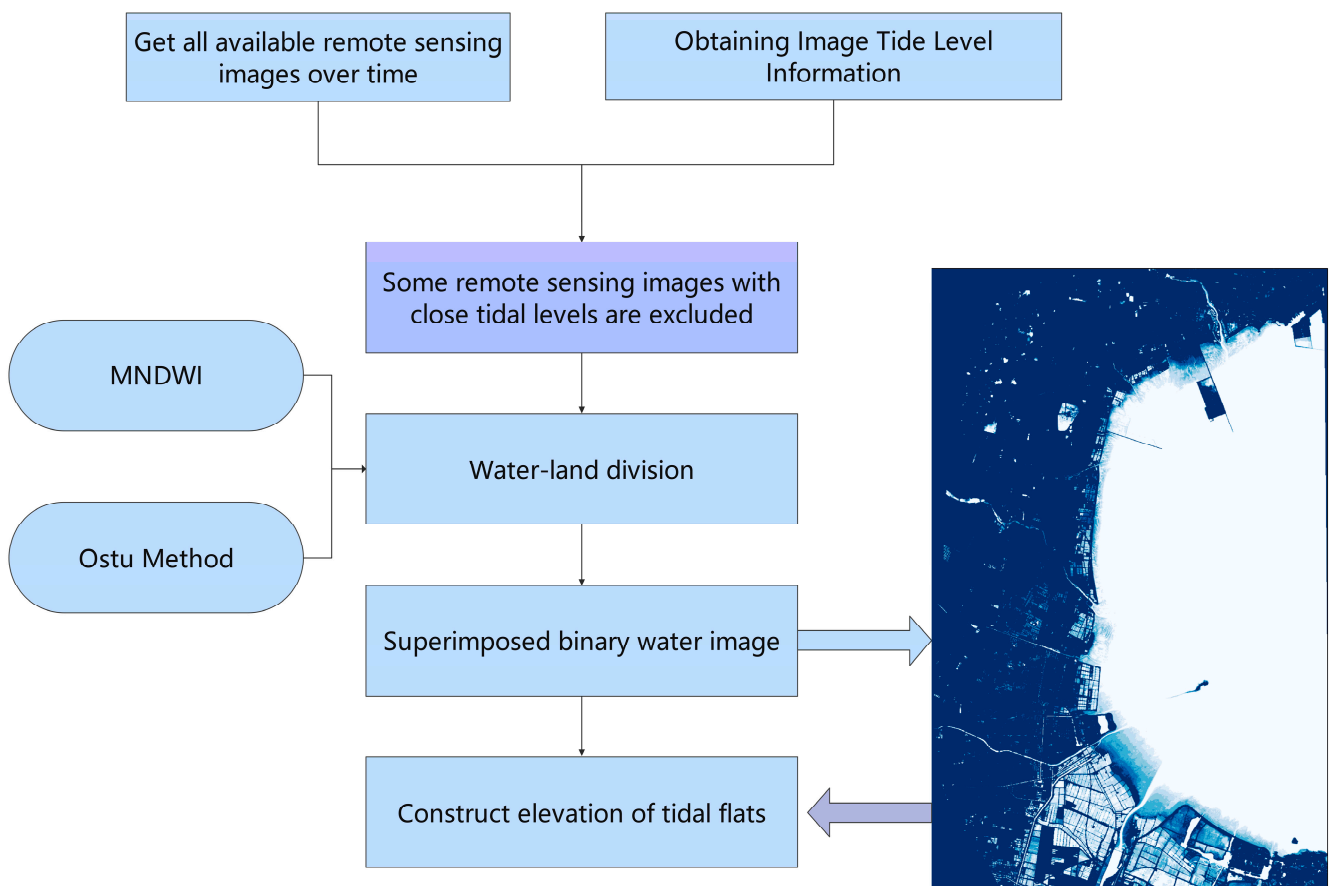 Get all available remote sensing
images over time
Obtaining Image Tide Level
Information
Some remote sensing images with
close tidal levels are excluded
MNDWI
Water-land division
Ostu Method
Superimposed binary water image
Construct elevation of tidal flats